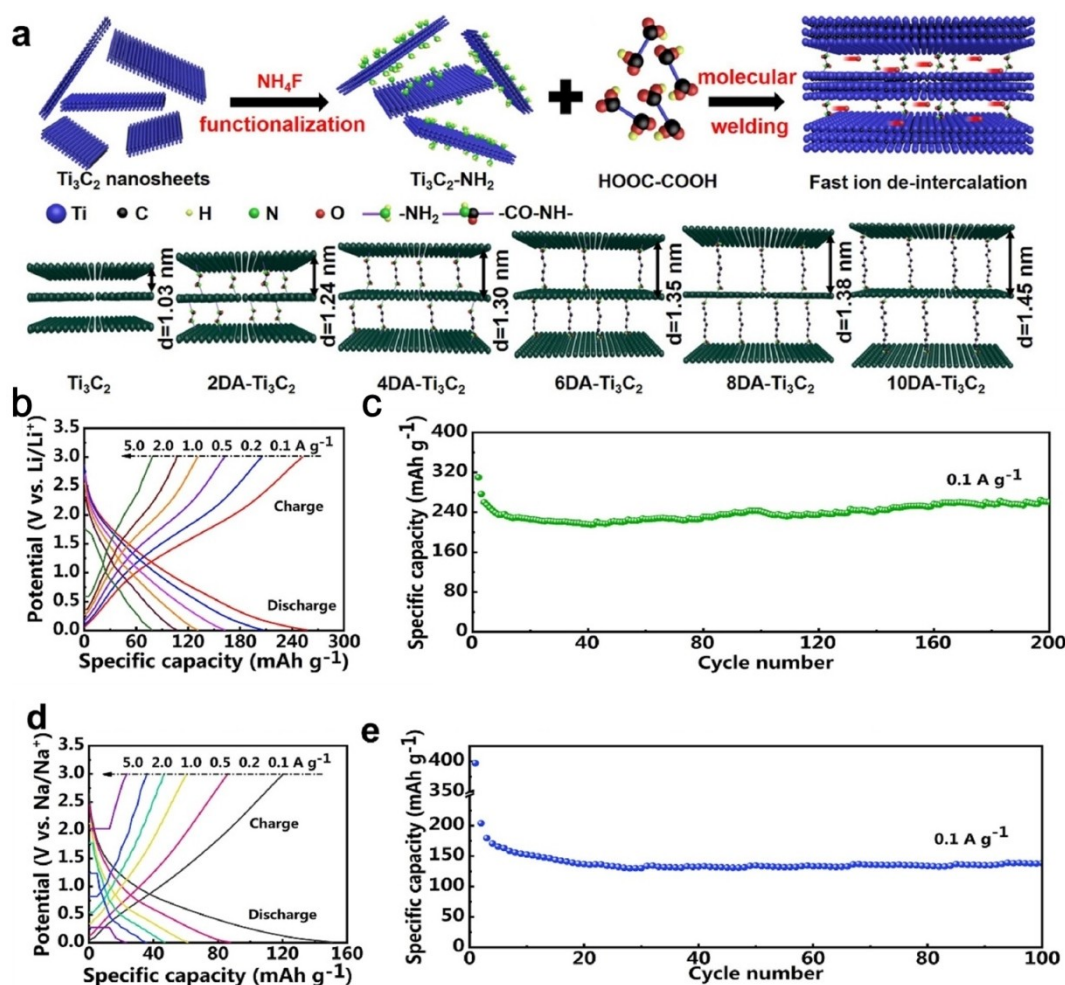 a
NH₄F
functionalization
molecular
welding
Ti₃C₂ nanosheets
Ti₃C₂-NH₂
HOOC-COOH
Fast ion de-intercalation
Ti C H N O -NH₂ -CO-NH-
d=1.03 nm
d=1.24 nm
d=1.30 nm
d=1.35 nm
d=1.38 nm
d=1.45 nm
Ti₃C₂
2DA-Ti₃C₂
4DA-Ti₃C₂
6DA-Ti₃C₂
8DA-Ti₃C₂
10DA-Ti₃C₂
b
Potential (V vs. Li/Li⁺)
3.5
3.0
2.5
2.0
1.5
1.0
0.5
0.0
5.0 2.0 1.0 0.5 0.2 0.1 A g⁻¹
Charge
Discharge
0 60 120 180 240 300
Specific capacity (mAh g⁻¹)
c
Specific capacity (mAh g⁻¹)
400
320
240
160
80
0
0.1 A g⁻¹
0 40 80 120 160 200
Cycle number
d
Potential (V vs. Na/Na⁺)
3.5
3.0
2.5
2.0
1.5
1.0
0.5
0.0
5.0 2.0 1.0 0.5 0.2 0.1 A g⁻¹
Charge
Discharge
0 40 80 120 160
Specific capacity (mAh g⁻¹)
e
Specific capacity (mAh g⁻¹)
400
350
200
150
100
50
0
0.1 A g⁻¹
0 20 40 60 80 100
Cycle number